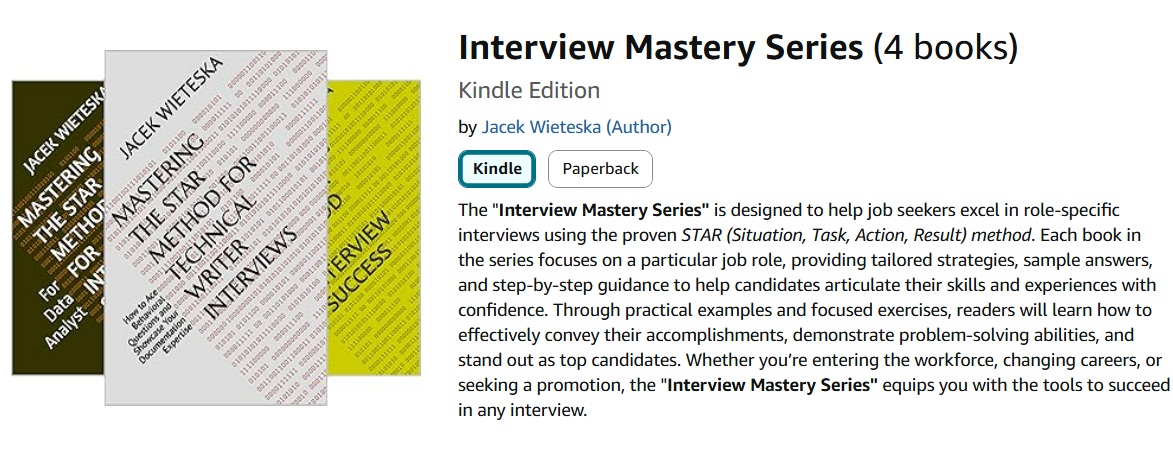 Interview Mastery Series (4 books)
Kindle Edition
by Jacek Wieteska (Author)
Kindle
Paperback
The "Interview Mastery Series" is designed to help job seekers excel in role-specific
interviews using the proven STAR (Situation, Task, Action, Result) method. Each book in
the series focuses on a particular job role, providing tailored strategies, sample answers,
and step-by-step guidance to help candidates articulate their skills and experiences with
confidence. Through practical examples and focused exercises, readers will learn how to
effectively convey their accomplishments, demonstrate problem-solving abilities, and
stand out as top candidates. Whether you’re entering the workforce, changing careers, or
seeking a promotion, the "Interview Mastery Series" equips you with the tools to succeed
in any interview.
JACEK WIETESKA
MASTERING
THE STAR
METHOD
FOR
For
Data
Analyst
JACEK WIETESKA
MASTERING
THE STAR
METHOD FOR
TECHNICAL
WRITER
INTERVIEWS
How to Ace
Behavioral
Questions and
Showcase Your
Documentation
Expertise
SUCCESS